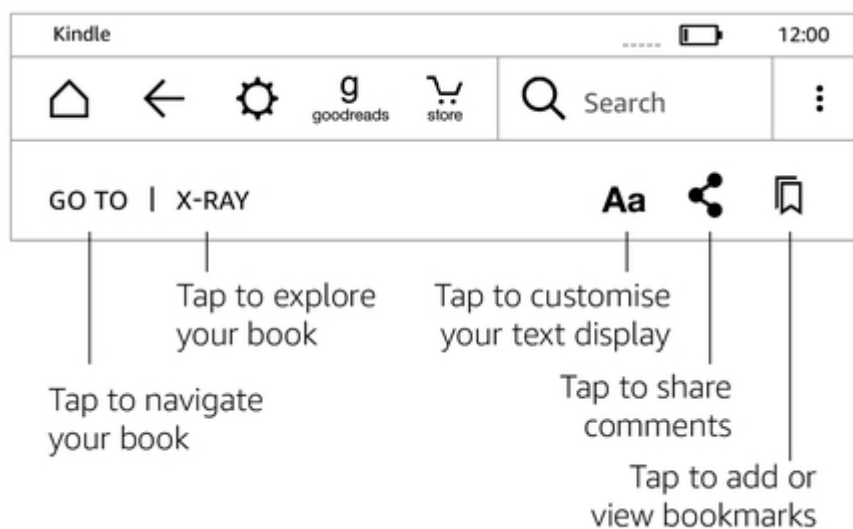 Kindle 12:00
g
goodreads store Search
GO TO | X-RAY Aa
Tap to explore
your book
Tap to customise
your text display
Tap to navigate
your book
Tap to share
comments
Tap to add or
view bookmarks